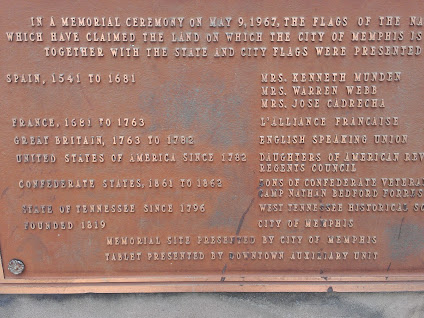 IN A MEMORIAL CEREMONY ON MAY 9, 1967, THE FLAGS OF THE NA
WHICH HAVE CLAIMED THE LAND ON WHICH THE CITY OF MEMPHIS IS
TOGETHER WITH THE STATE AND CITY FLAGS WERE PRESENTED
SPAIN, 1541 TO 1681 MRS. KENNETH MUNDEN
MRS. WARREN WEBB
MRS. JOSE CADRECHA
FRANCE, 1681 TO 1763 L'ALLIANCE FRANCAISE
GREAT BRITAIN, 1763 TO 1782 ENGLISH SPEAKING UNION
UNITED STATES OF AMERICA SINCE 1782 DAUGHTERS OF AMERICAN REV
REGENTS COUNCIL
CONFEDERATE STATES, 1861 TO 1862 SONS OF CONFEDERATE VETERA
CAMP NATHAN BEDFORD FORRES
STATE OF TENNESSEE SINCE 1796 WEST TENNESSEE HISTORICAL SO
FOUNDED 1819 CITY OF MEMPHIS
MEMORIAL SITE PRESENTED BY CITY OF MEMPHIS
TABLET PRESENTED BY DOWNTOWN AUXILIARY UNIT